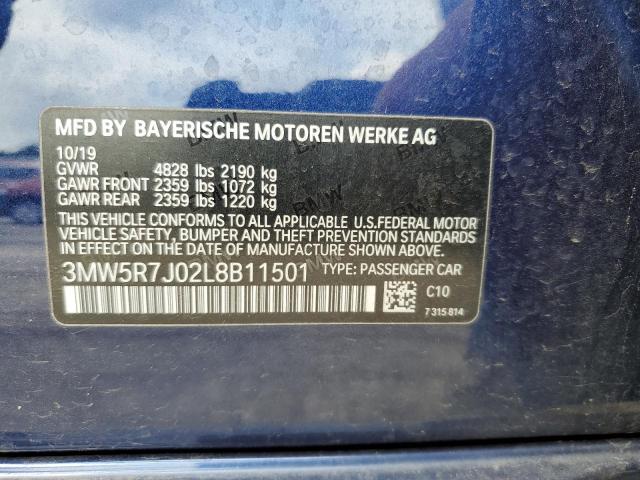 MFD BY BAYERISCHE MOTOREN WERKE AG
10/19
GVWR 4828 lbs 2190 kg
GAWR FRONT 2359 lbs 1072 kg
GAWR REAR 2359 lbs 1220 kg
THIS VEHICLE CONFORMS TO ALL APPLICABLE U.S.FEDERAL MOTOR
VEHICLE SAFETY, BUMPER AND THEFT PREVENTION STANDARDS
IN EFFECT ON THE DATE OF MANUFACTURE SHOWN ABOVE.
3MW5R7J02L8B11501 TYPE: PASSENGER CAR
C10
7 315 814